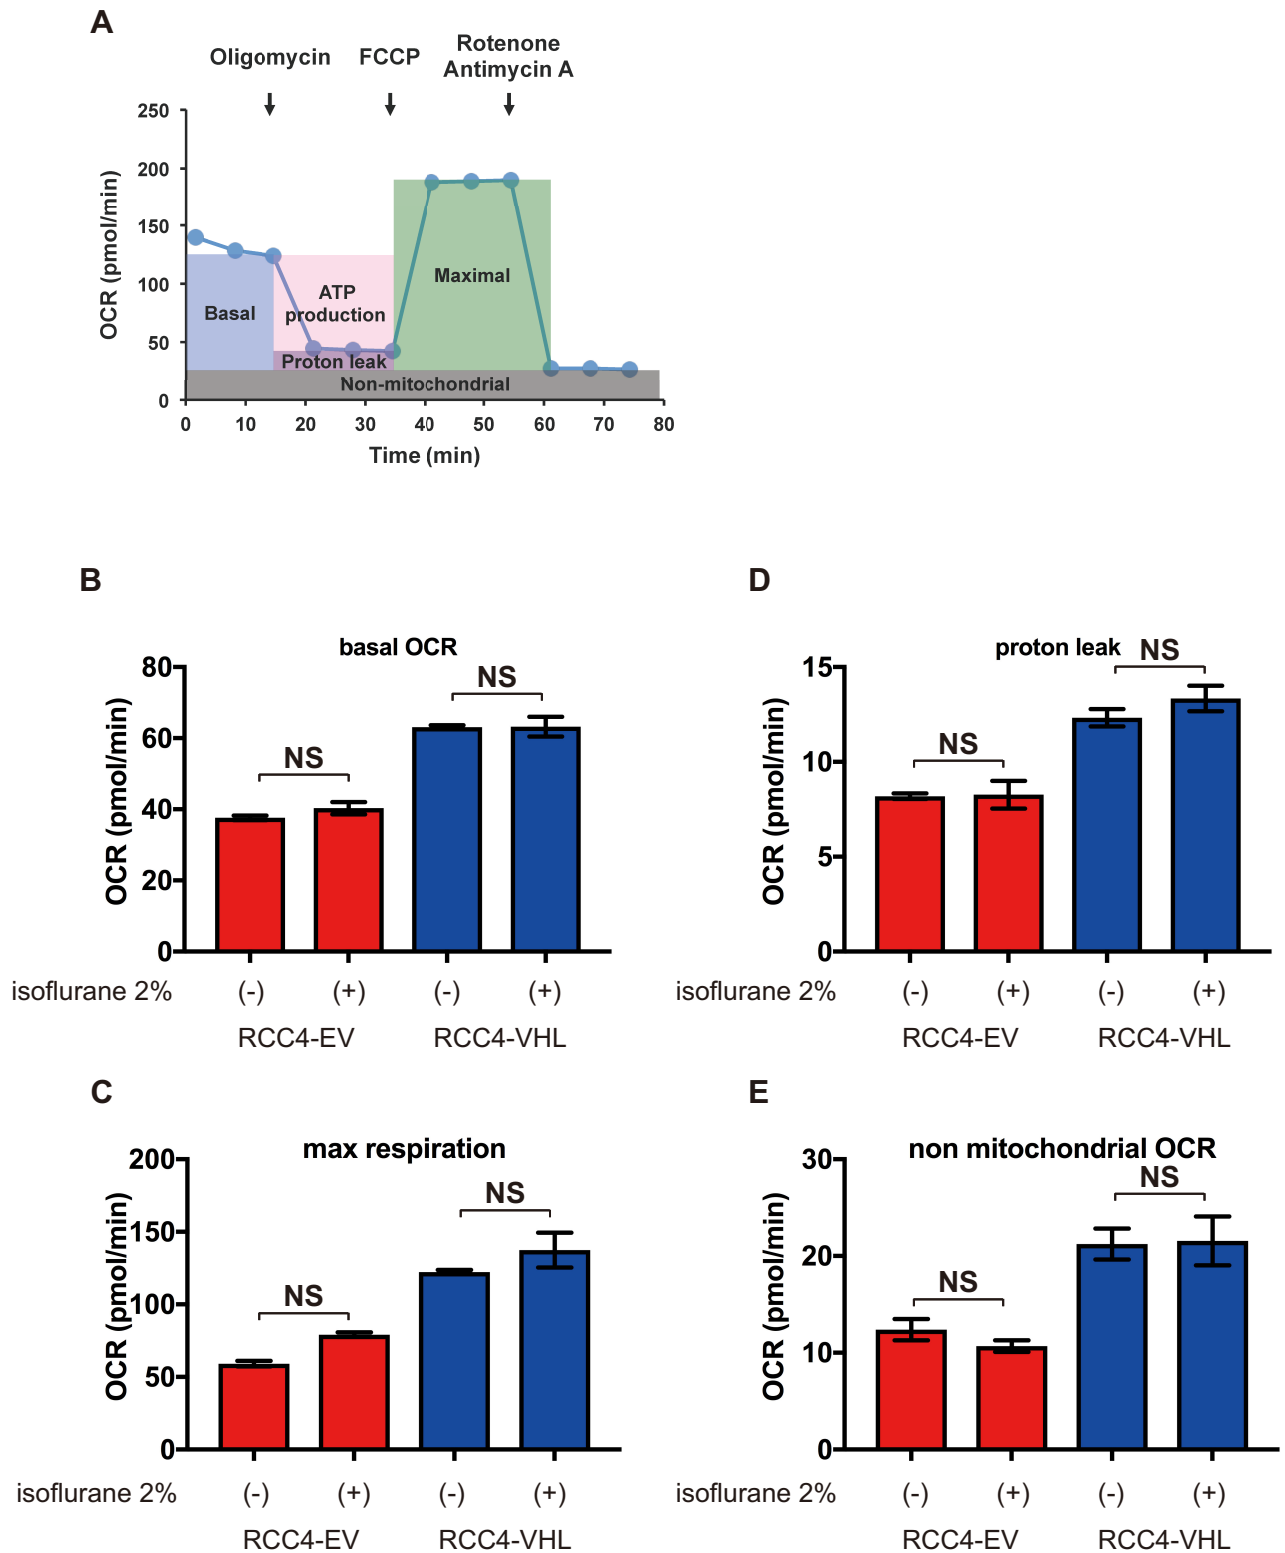 A
Oligomycin
FCCP
Rotenone
Antimycin A
250
200
150
100
50
0
OCR (pmol/min)
Basal
ATP
production
Proton leak
Maximal
Non-mitochondrial
0 10 20 30 40 50 60 70 80
Time (min)
B
basal OCR
80
60
40
20
0
OCR (pmol/min)
NS
NS
isoflurane 2% (-) (+) (-) (+)
RCC4-EV RCC4-VHL
D
proton leak
15
10
5
0
OCR (pmol/min)
NS
NS
isoflurane 2% (-) (+) (-) (+)
RCC4-EV RCC4-VHL
C
max respiration
200
150
100
50
0
OCR (pmol/min)
NS
NS
isoflurane 2% (-) (+) (-) (+)
RCC4-EV RCC4-VHL
E
non mitochondrial OCR
30
20
10
0
OCR (pmol/min)
NS
NS
isoflurane 2% (-) (+) (-) (+)
RCC4-EV RCC4-VHL